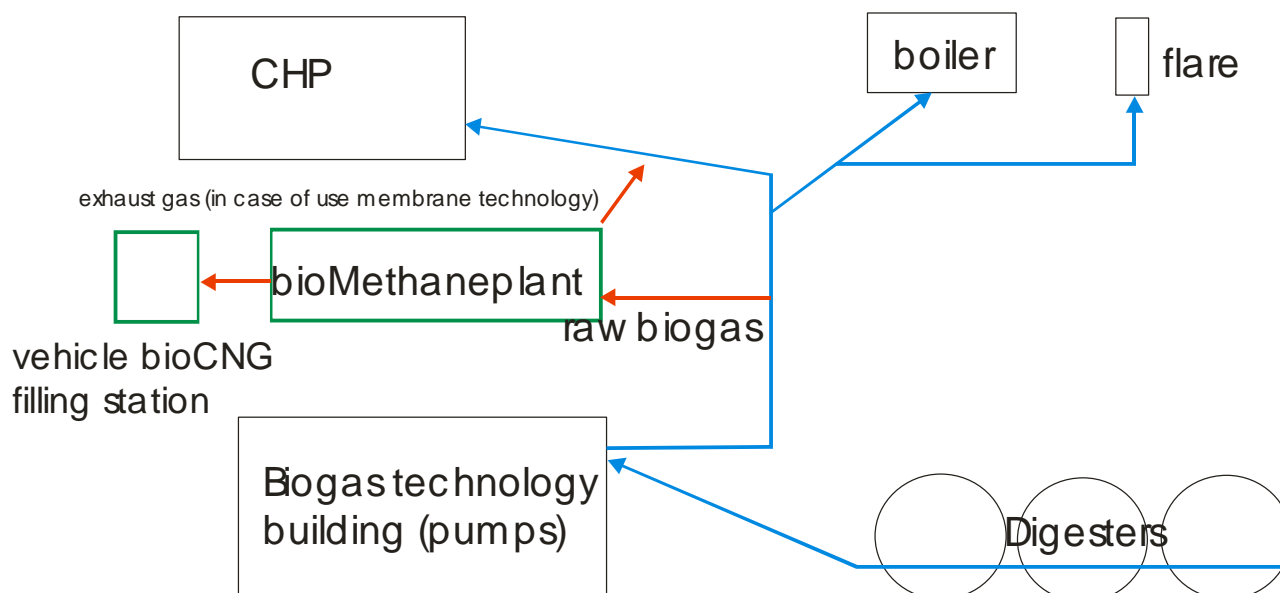 CHP
boiler
flare
exhaust gas (in case of use membrane technology)
bioMethaneplant
raw biogas
vehicle bioCNG
filling station
Biogas technology
building (pumps)
Digesters